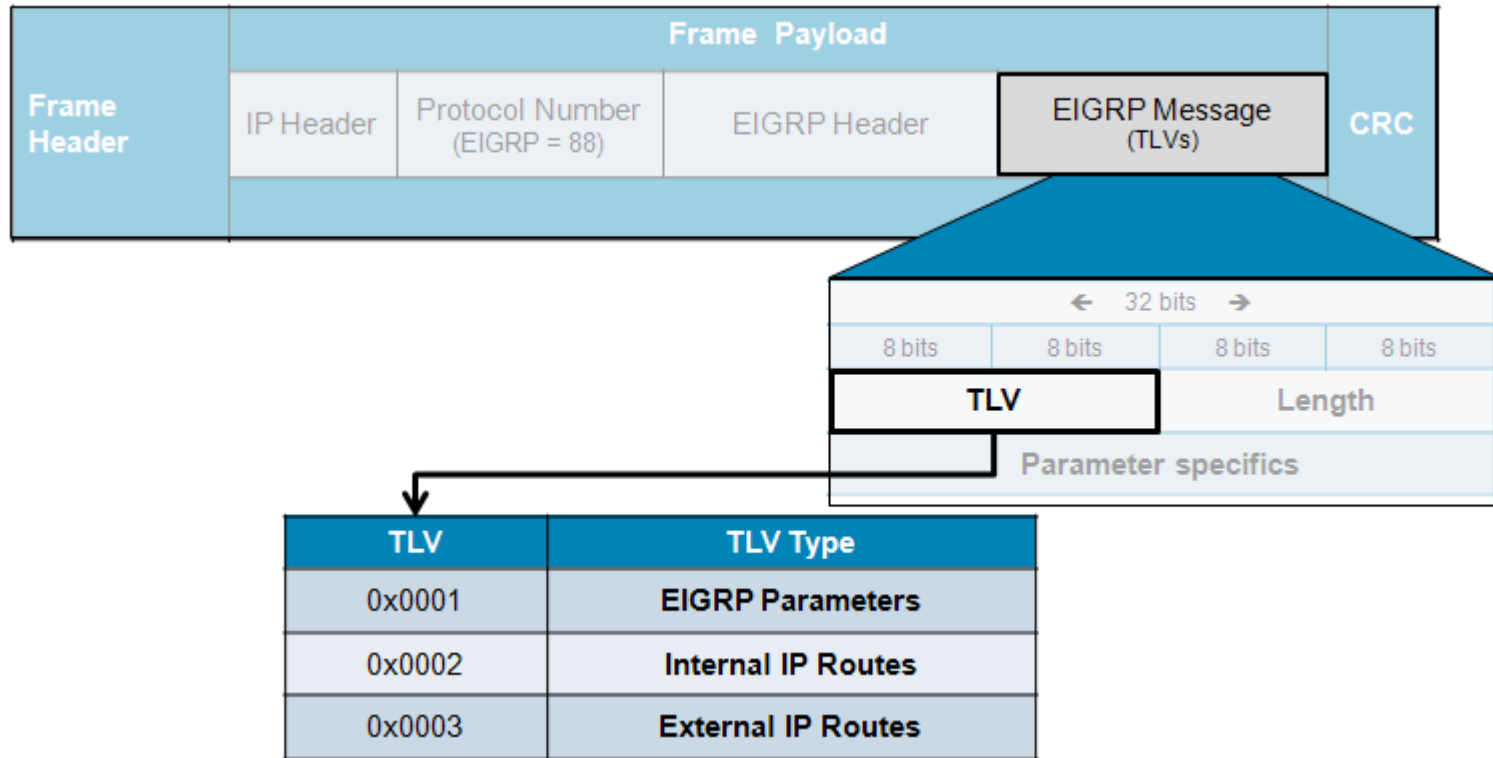 Frame Payload
Frame
Header
IP Header
Protocol Number
(EIGRP = 88)
EIGRP Header
EIGRP Message
(TLVs)
CRC
← 32 bits →
8 bits 8 bits 8 bits 8 bits
TLV Length
Parameter specifics
TLV TLV Type
0x0001 EIGRP Parameters
0x0002 Internal IP Routes
0x0003 External IP Routes